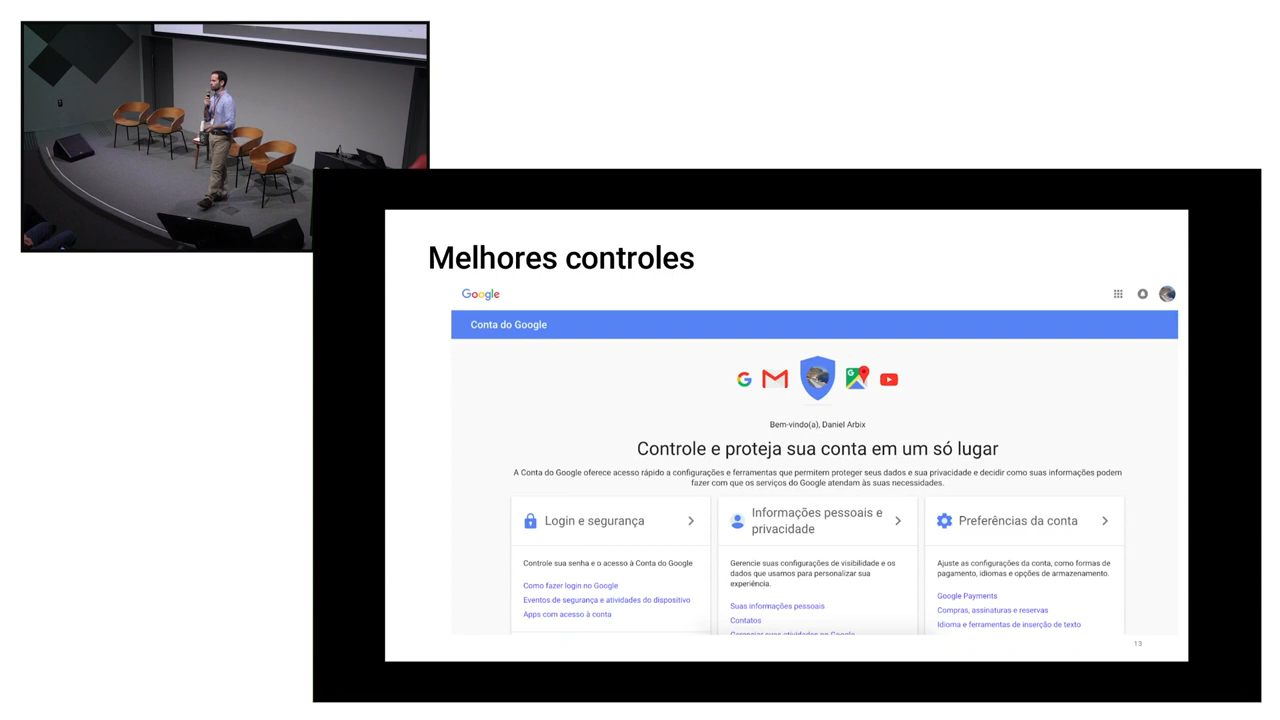 Melhores controles
Google
Conta do Google
Bem-vindo(a), Daniel Arbix
Controle e proteja sua conta em um só lugar
A Conta do Google oferece acesso rápido a configurações e ferramentas que permitem proteger seus dados e sua privacidade e decidir como suas informações podem
fazer com que os serviços do Google atendam às suas necessidades.
Login e segurança
Controle sua senha e o acesso à Conta do Google
Como fazer login no Google
Eventos de segurança e atividades do dispositivo
Apps com acesso à conta
Informações pessoais e
privacidade
Gerencie suas configurações de visibilidade e os
dados que usamos para personalizar sua
experiência.
Suas informações pessoais
Contatos
Gerenciar suas atividades no Google
Preferências da conta
Ajuste as configurações da conta, como formas de
pagamento, idiomas e opções de armazenamento.
Google Payments
Compras, assinaturas e reservas
Idioma e ferramentas de inserção de texto
13